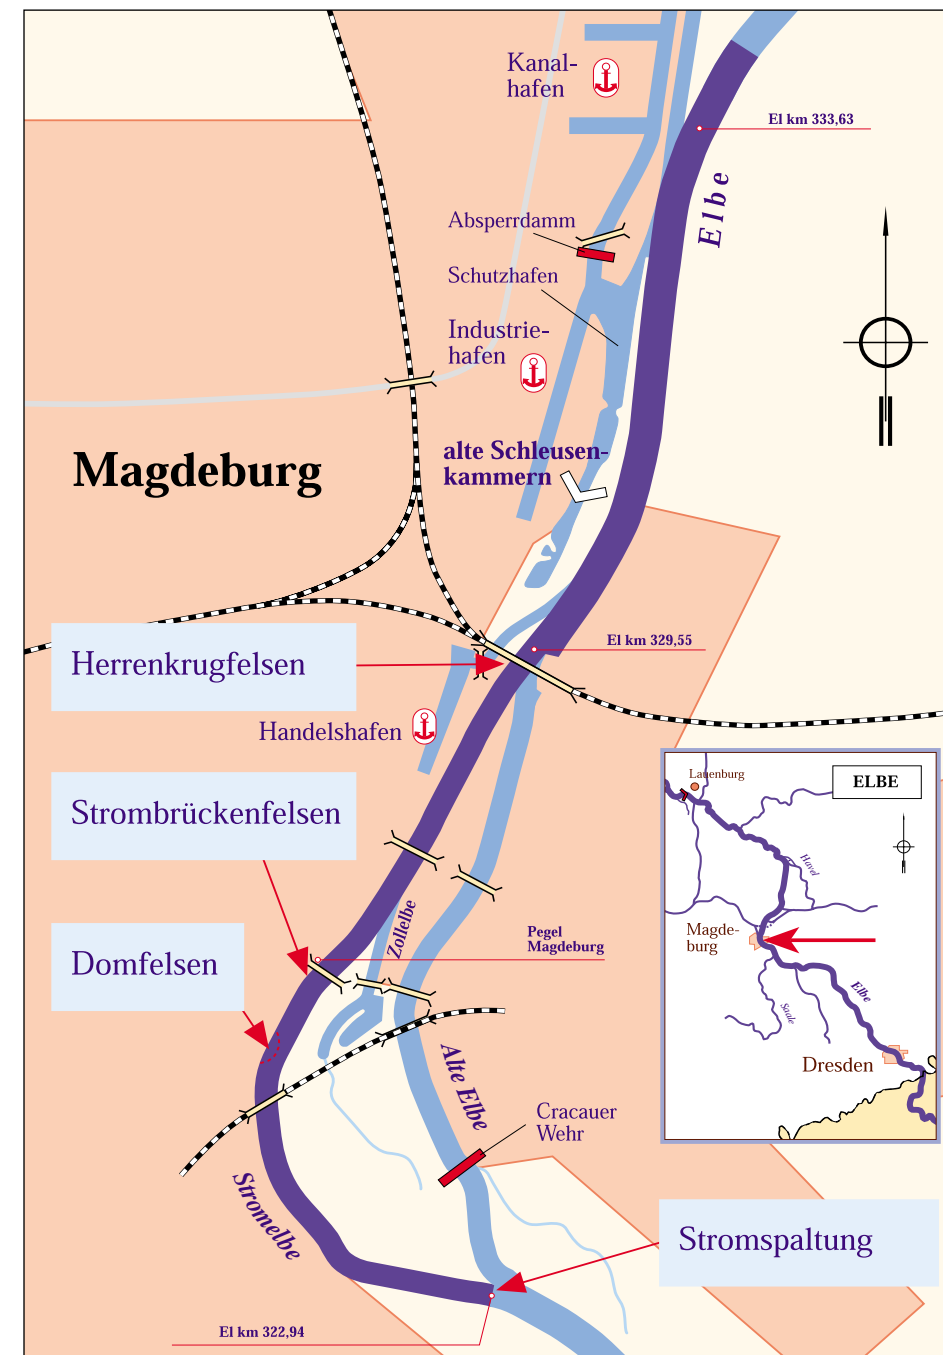 Kanal-
hafen
El km 333,63
Elbe
Absperrdamm
Schutzhafen
Industrie-
hafen
alte Schleusen-
kammern
Magdeburg
El km 329,55
Herrenkrugfelsen
Handelshafen
Strombrückenfelsen
Zollelbe
Pegel
Magdeburg
Domfelsen
Alte Elbe
Cracauer
Wehr
Stromelbe
Stromspaltung
El km 322,94
Lauenburg
ELBE
Havel
Magde-
burg
Elbe
Saale
Dresden